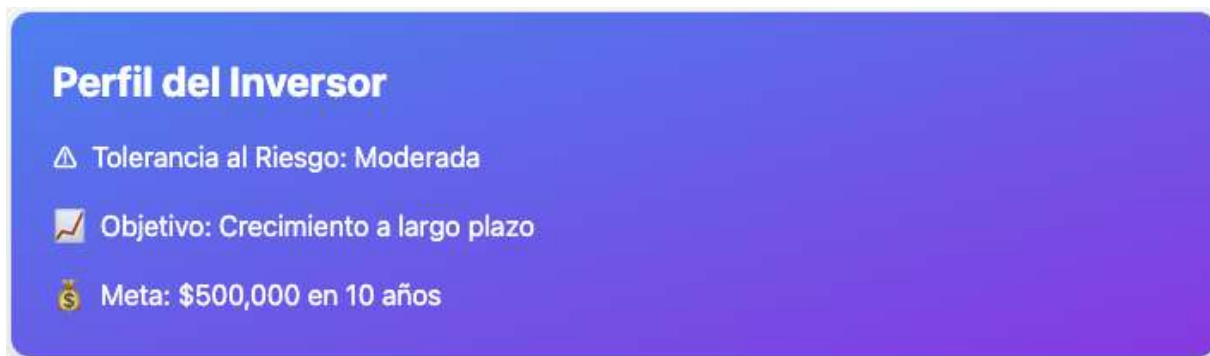 Perfil del Inversor
⚠ Tolerancia al Riesgo: Moderada
📈 Objetivo: Crecimiento a largo plazo
💰 Meta: $500,000 en 10 años